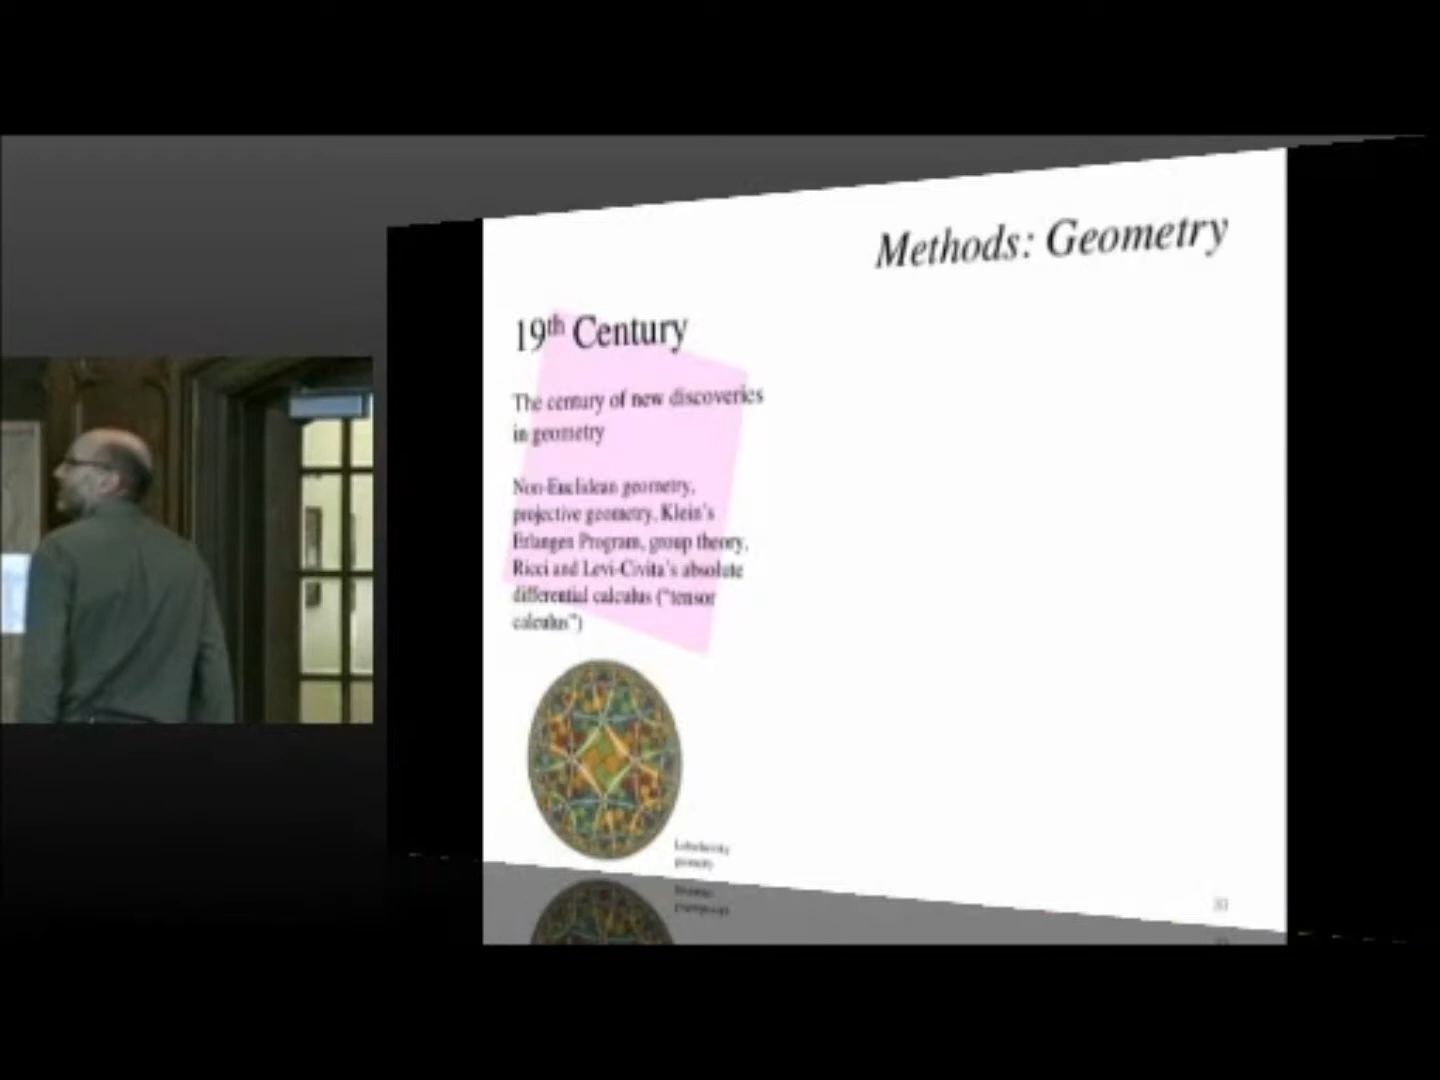 Methods: Geometry
19th Century
The century of new discoveries
in geometry
Non-Euclidean geometry,
projective geometry, Klein's
Erlangen Program, group theory,
Ricci and Levi-Civita's absolute
differential calculus ("tensor
calculus")
geometry